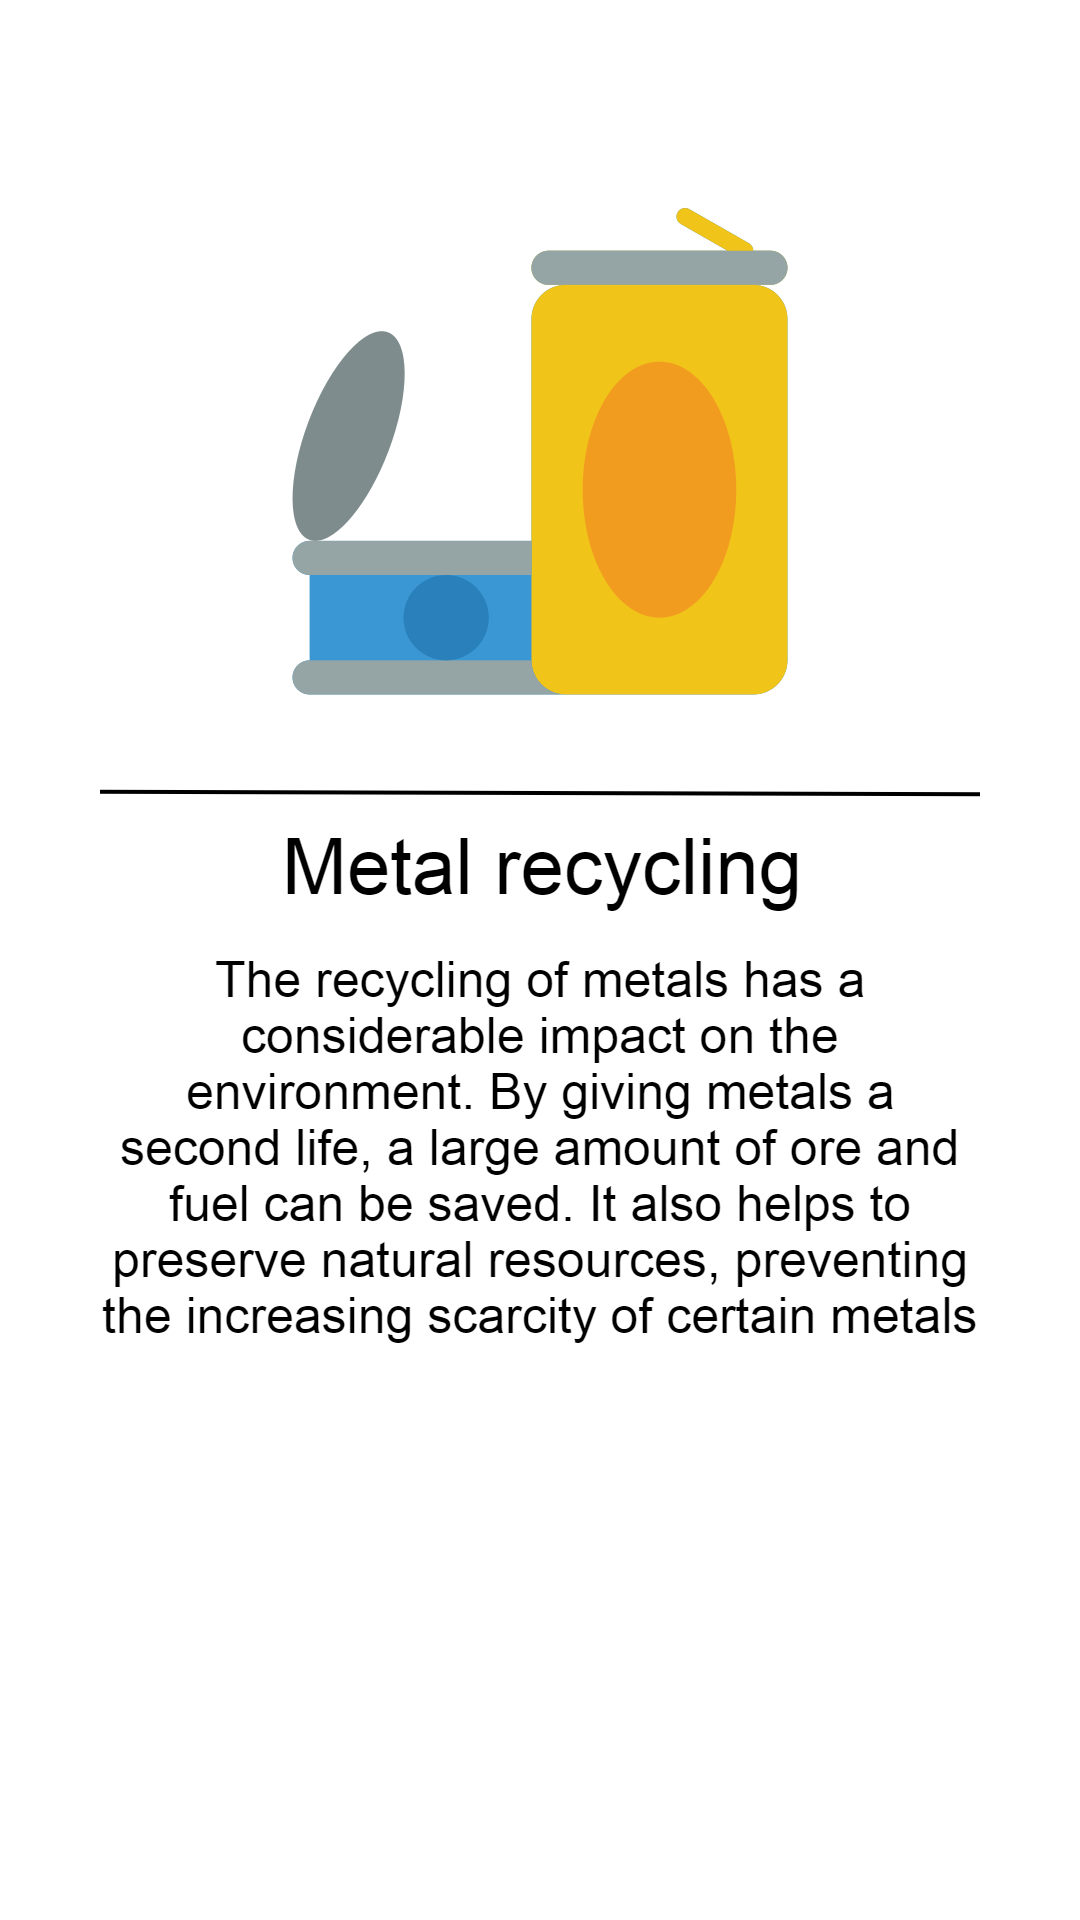 Metal recycling
The recycling of metals has a
considerable impact on the
environment. By giving metals a
second life, a large amount of ore and
fuel can be saved. It also helps to
preserve natural resources, preventing
the increasing scarcity of certain metals